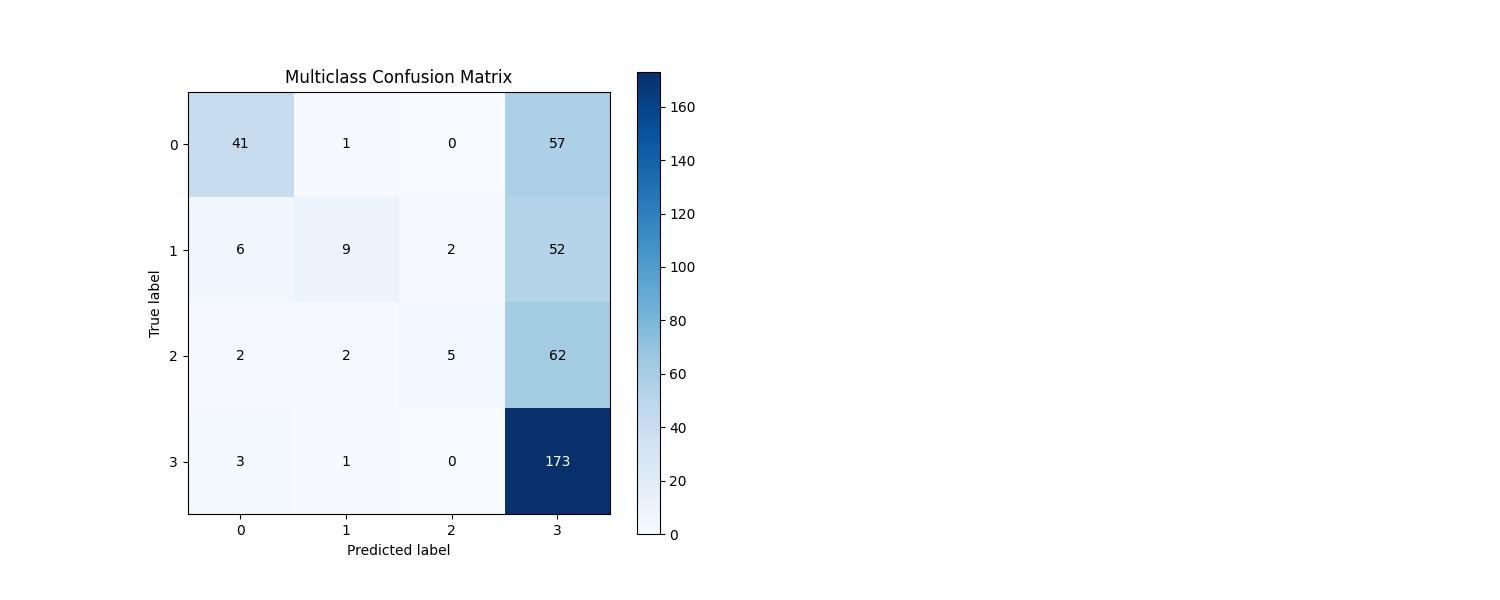 Multiclass Confusion Matrix
True label
0 41 1 0 57
1 6 9 2 52
2 2 2 5 62
3 3 1 0 173
0 1 2 3
Predicted label
160
140
120
100
80
60
40
20
0